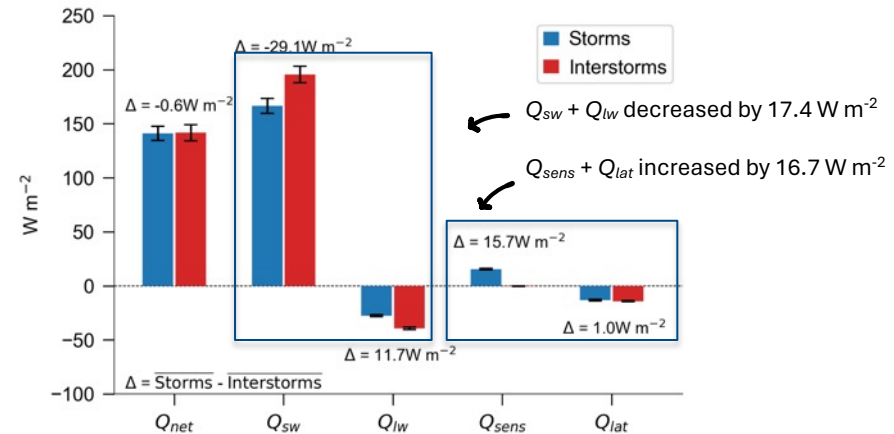 250
200
150
100
50
0
−50
−100
W m−2
Δ = -0.6W m−2
Δ = -29.1W m−2
Δ = 11.7W m−2
Δ = 15.7W m−2
Δ = 1.0W m−2
Storms
Interstorms
Qsw + Qlw decreased by 17.4 W m-2
Qsens + Qlat increased by 16.7 W m-2
Δ = Storms - Interstorms
Qnet
Qsw
Qlw
Qsens
Qlat